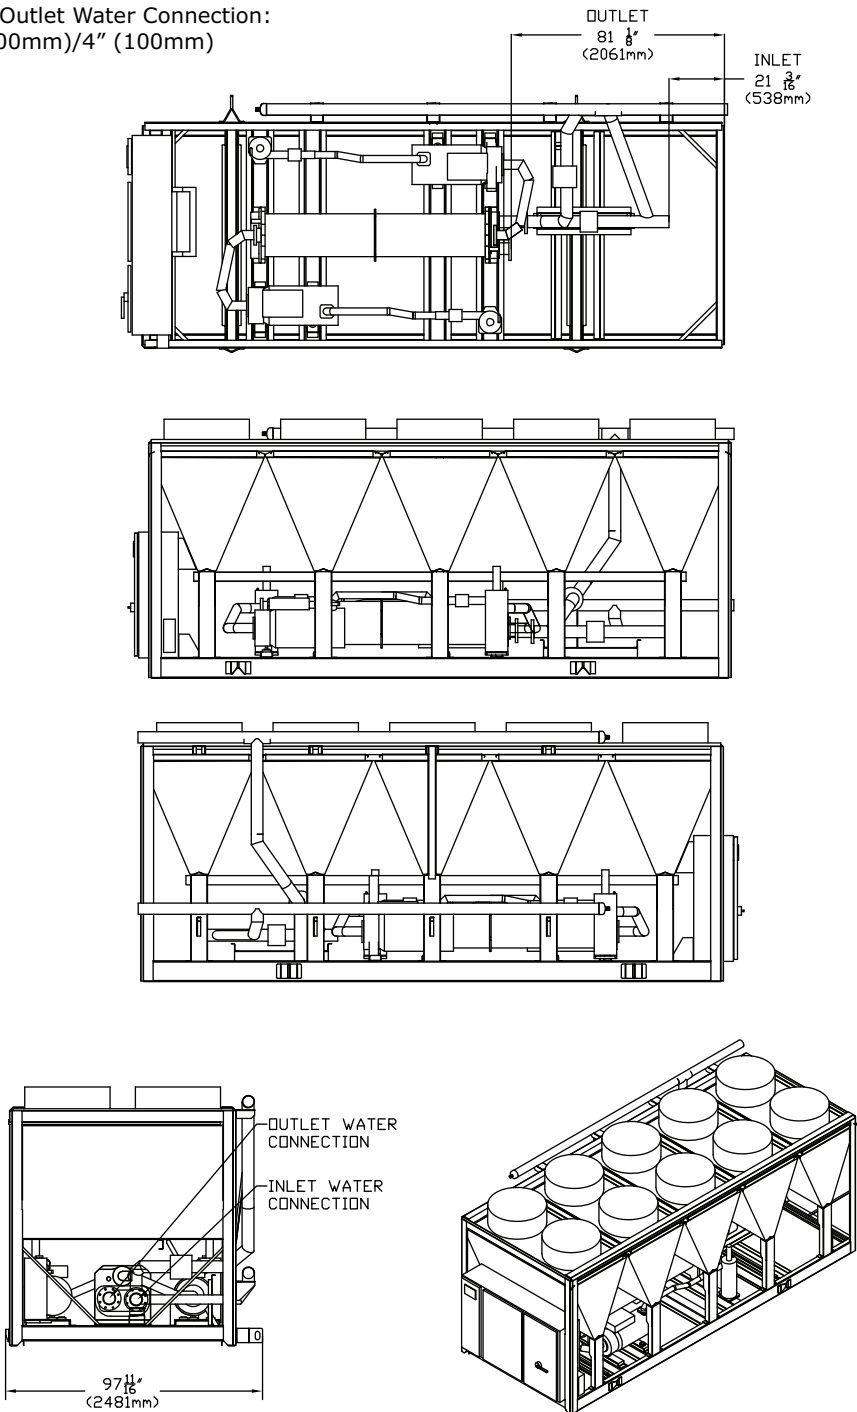 Outlet Water Connection:
00mm)/4” (100mm)
OUTLET
81 1/8"
(2061mm)
INLET
21 3/16"
(538mm)
OUTLET WATER
CONNECTION
INLET WATER
CONNECTION
97 11/16"
(2481mm)